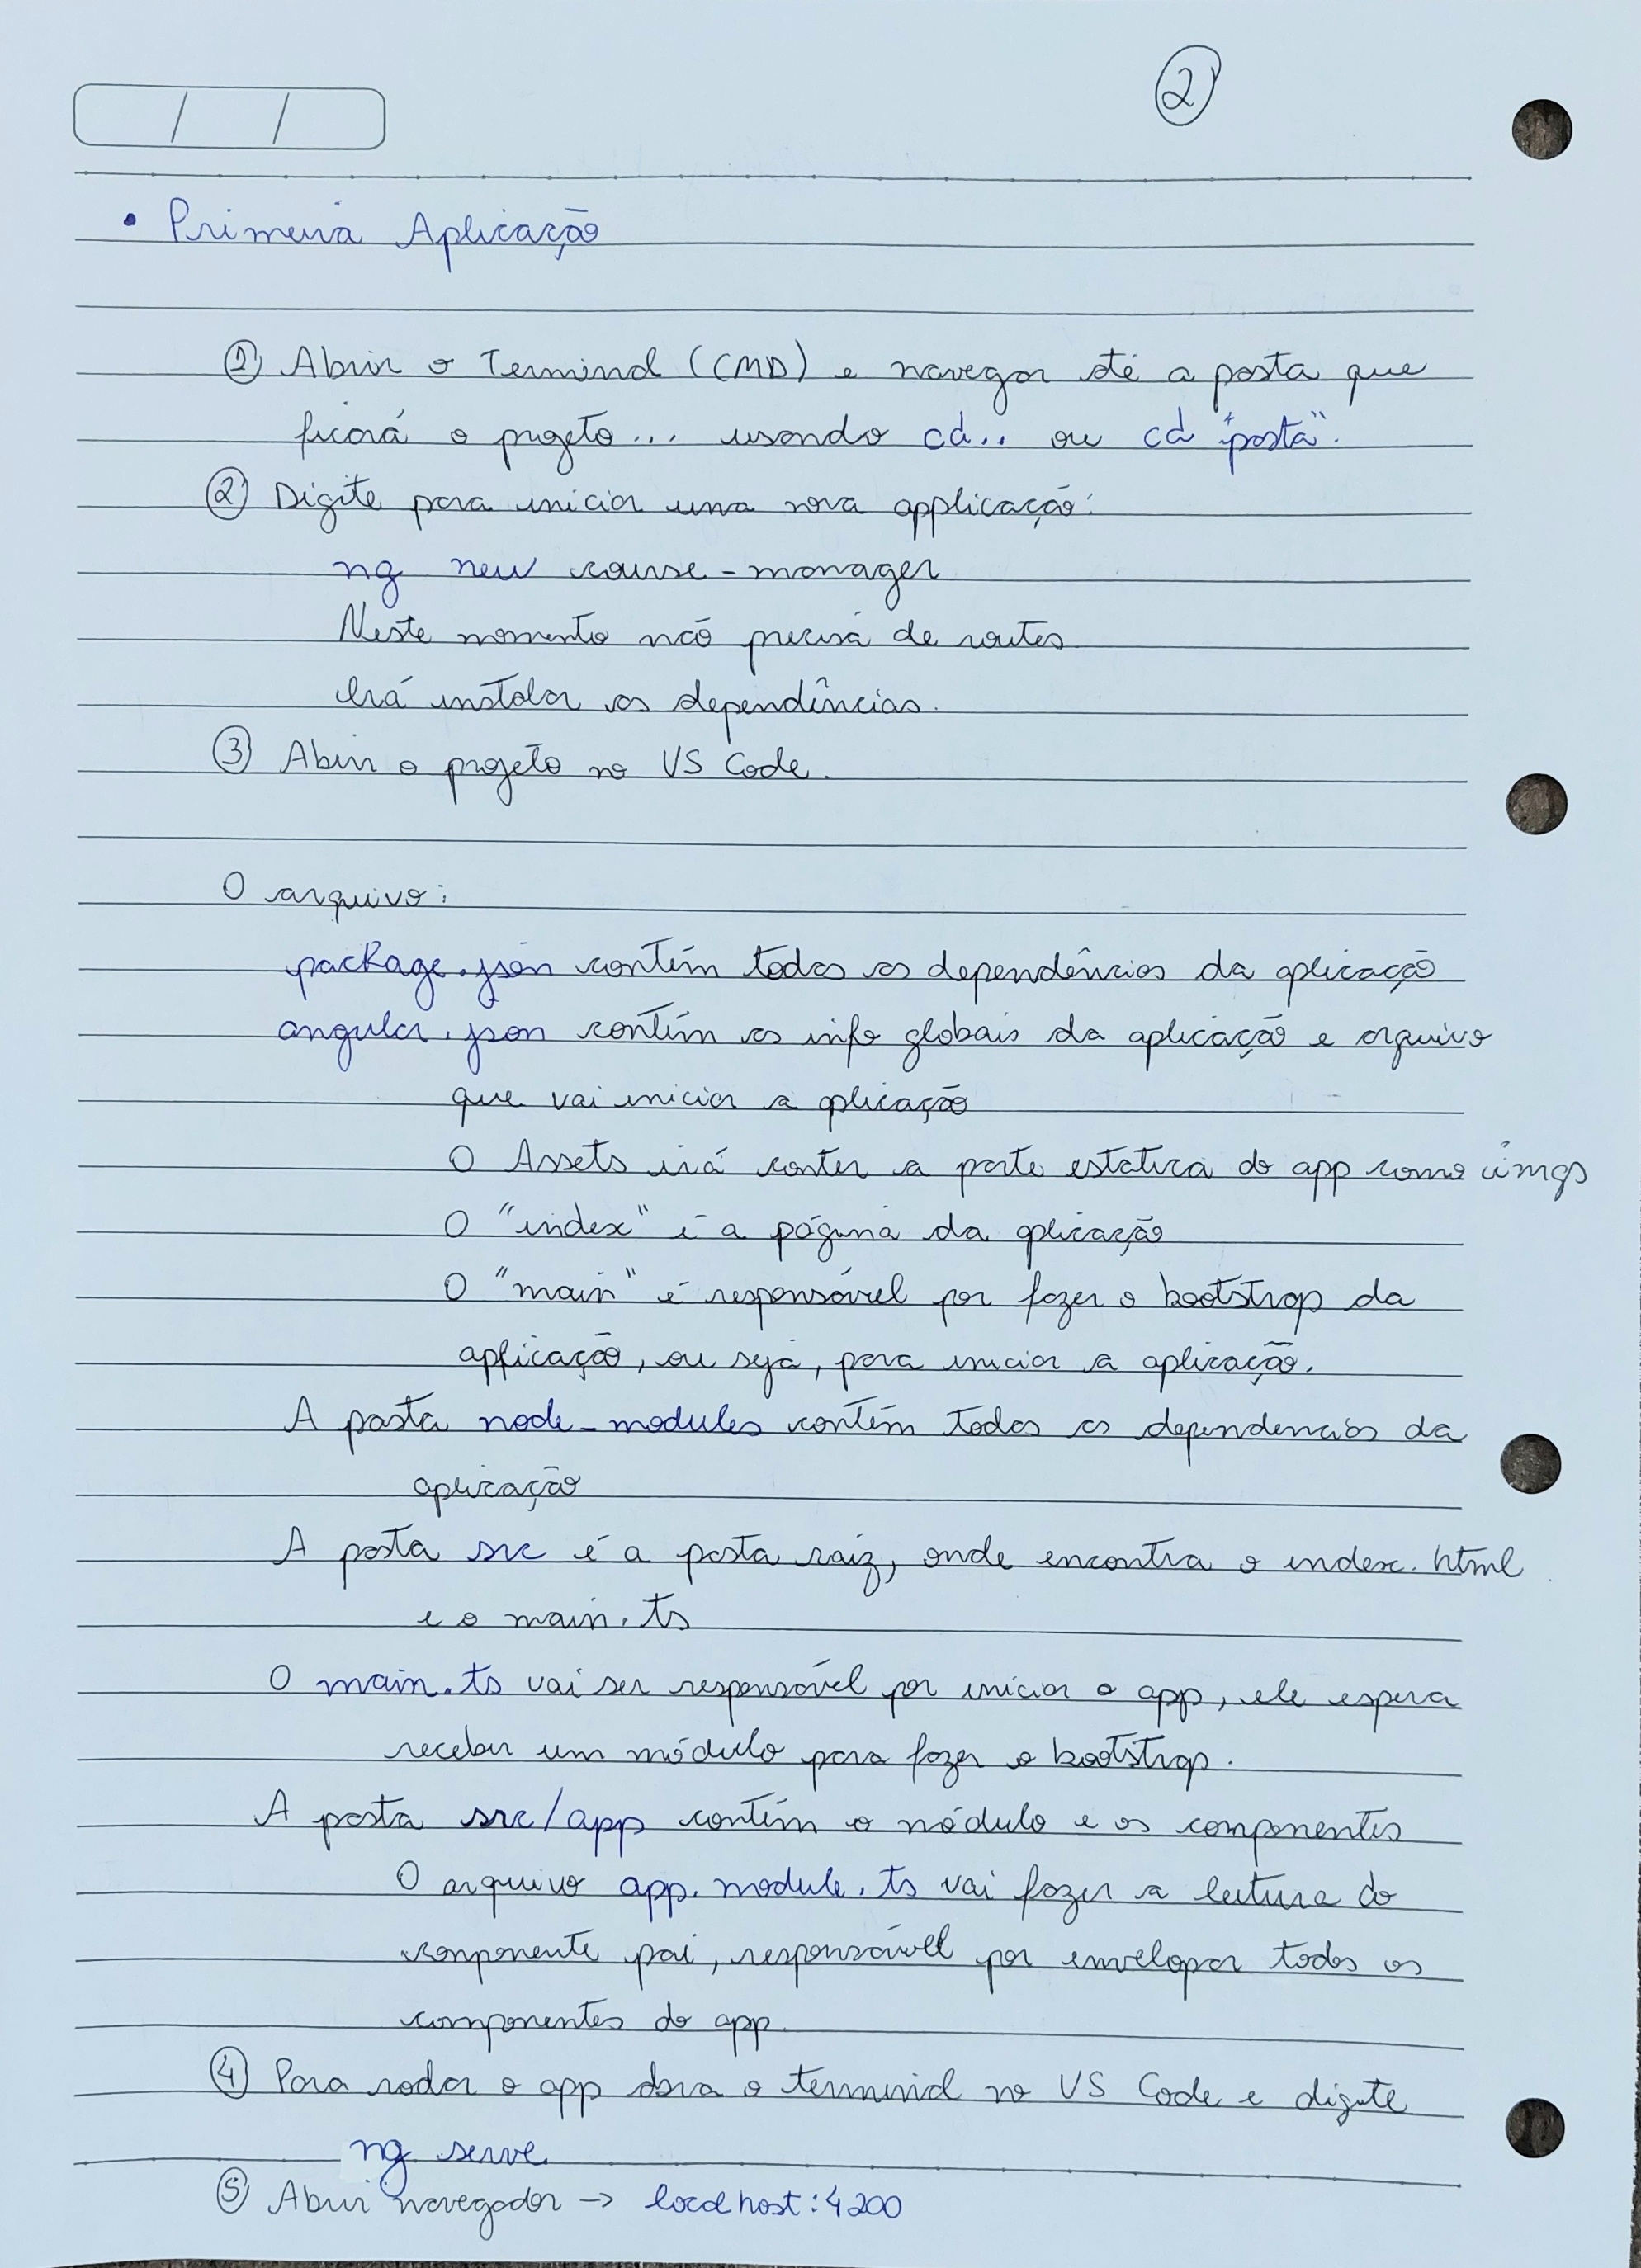 ②
• Primeira Aplicação
① Abrir o Terminal (CMD) e navegar até a pasta que
ficará o projeto... usando cd.. ou cd "pasta".
② Digite para iniciar uma nova applicação:
ng new course-manager
Neste momento não precisa de routes
Irá instalar as dependências.
③ Abrir o projeto no VS Code.
O arquivo:
package.json contém todas as dependências da aplicação
angular.json contém as info globais da aplicação e arquivo
que vai iniciar a aplicação
O Assets irá conter a parte estática do app como imgs
O "index" é a página da aplicação
O "main" é responsável por fazer o bootstrap da
aplicação, ou seja, para iniciar a aplicação.
A pasta node-modules contém todas as dependencias da
aplicação
A pasta src é a pasta raiz, onde encontra o index.html
e o main.ts
O main.ts vai ser responsável por iniciar o app, ele espera
receber um módulo para fazer o bootstrap.
A pasta src/app contém o módulo e os componentes
O arquivo app.module.ts vai fazer a leitura do
componente pai, responsável por envelopar todos os
componentes do app.
④ Para rodar o app abra o terminal no VS Code e digite
ng serve
⑤ Abrir navegador -> localhost:4200